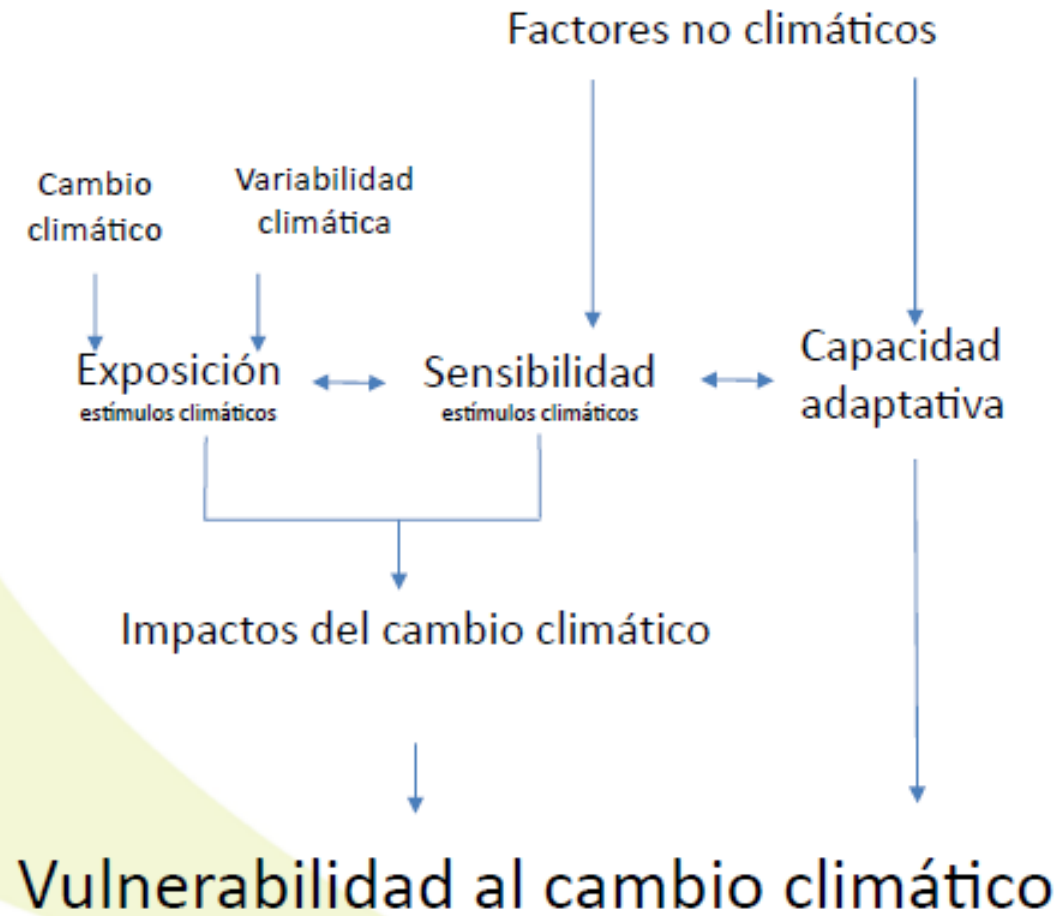 Factores no climáticos
Cambio
climático
Variabilidad
climática
Exposición
estímulos climáticos
Sensibilidad
estímulos climáticos
Capacidad
adaptativa
Impactos del cambio climático
Vulnerabilidad al cambio climático